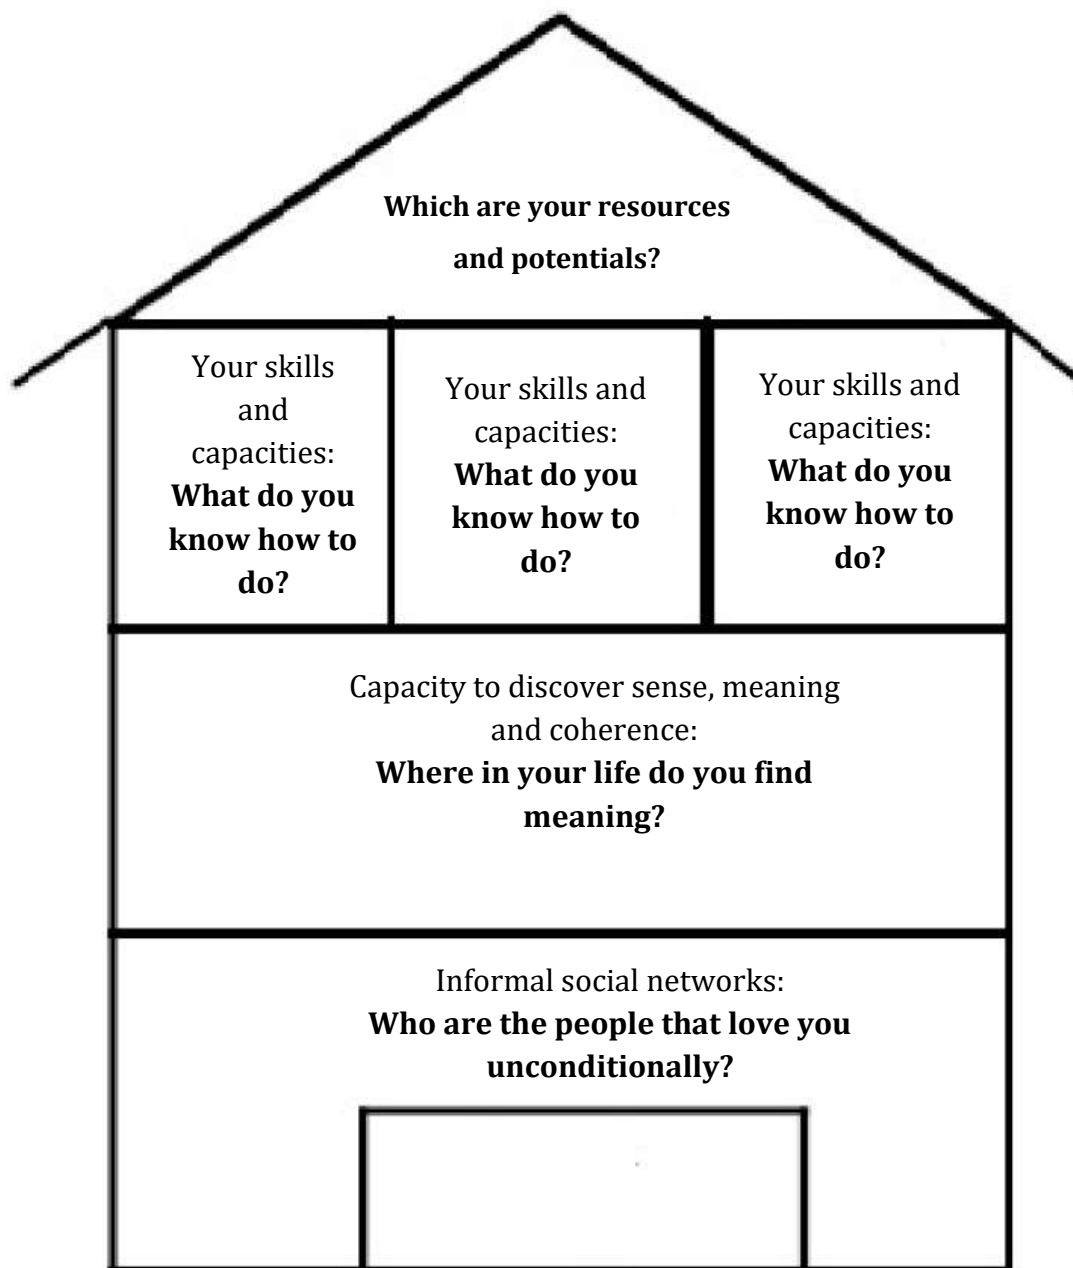 Which are your resources
and potentials?
Your skills
and
capacities:
What do you
know how to
do?
Your skills and
capacities:
What do you
know how to
do?
Your skills and
capacities:
What do you
know how to
do?
Capacity to discover sense, meaning
and coherence:
Where in your life do you find
meaning?
Informal social networks:
Who are the people that love you
unconditionally?